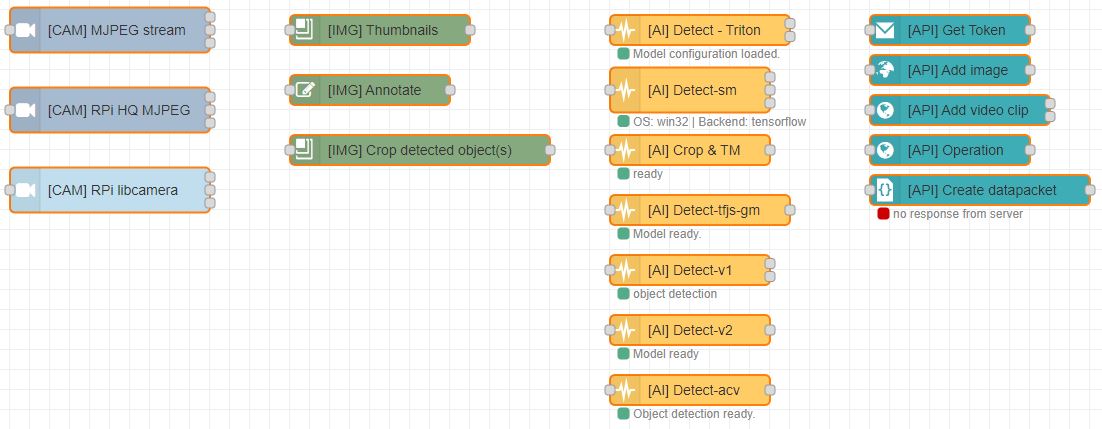 [CAM] MJPEG stream
[CAM] RPi HQ MJPEG
[CAM] RPi libcamera
[IMG] Thumbnails
[IMG] Annotate
[IMG] Crop detected object(s)
[AI] Detect - Triton
Model configuration loaded.
[AI] Detect-sm
OS: win32 | Backend: tensorflow
[AI] Crop & TM
ready
[AI] Detect-tfjs-gm
Model ready.
[AI] Detect-v1
object detection
[AI] Detect-v2
Model ready
[AI] Detect-acv
Object detection ready.
[API] Get Token
[API] Add image
[API] Add video clip
[API] Operation
[API] Create datapacket
no response from server